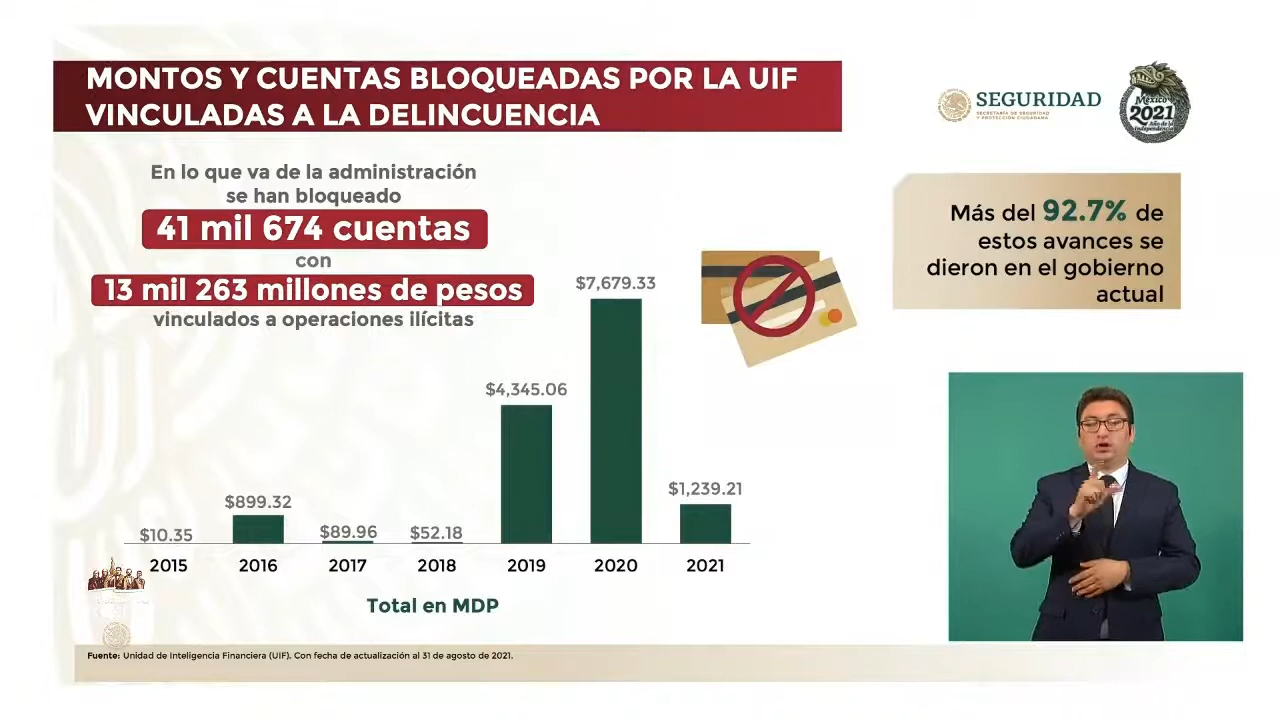 MONTOS Y CUENTAS BLOQUEADAS POR LA UIF
VINCULADAS A LA DELINCUENCIA
SEGURIDAD
SECRETARÍA DE SEGURIDAD
Y PROTECCIÓN CIUDADANA
México
2021
Año de la
Independencia
En lo que va de la administración
se han bloqueado
41 mil 674 cuentas
con
13 mil 263 millones de pesos
vinculados a operaciones ilícitas
Más del 92.7% de
estos avances se
dieron en el gobierno
actual
$10.35
$899.32
$89.96
$52.18
$4,345.06
$7,679.33
$1,239.21
2015 2016 2017 2018 2019 2020 2021
Total en MDP
Fuente: Unidad de Inteligencia Financiera (UIF). Con fecha de actualización al 31 de agosto de 2021.